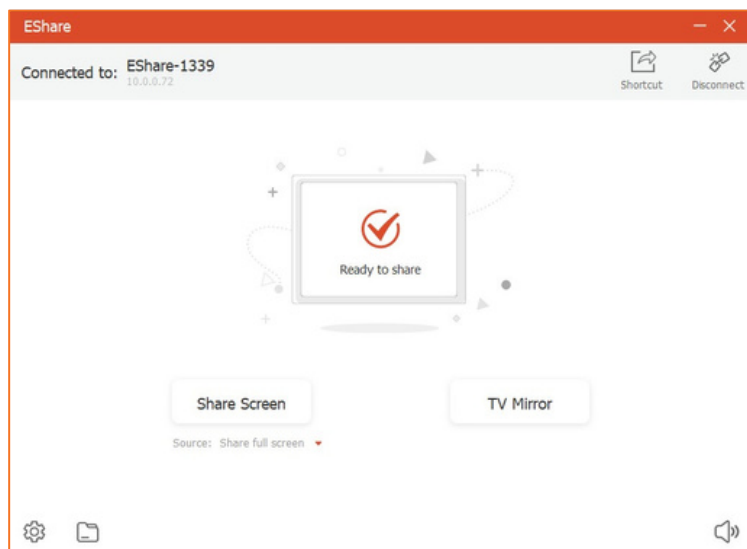 EShare
Connected to: EShare-1339
10.0.0.72
Shortcut
Disconnect
Ready to share
Share Screen
TV Mirror
Source: Share full screen